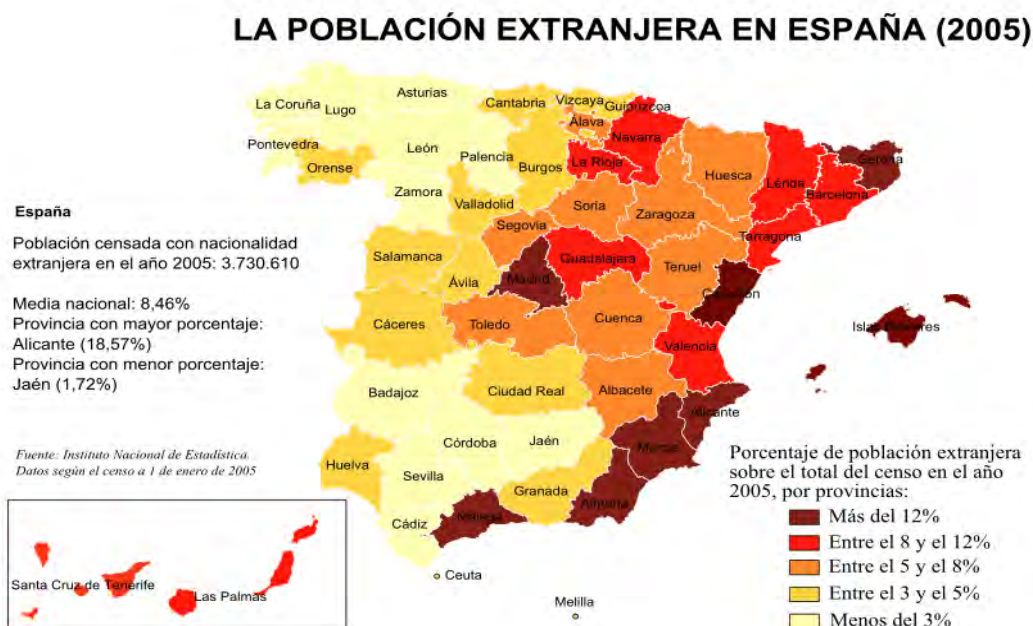 LA POBLACIÓN EXTRANJERA EN ESPAÑA (2005)
La Coruña
Lugo
Asturias
Cantabria
Vizcaya
Guipúzcoa
Álava
Navarra
Pontevedra
Orense
León
Palencia
Burgos
La Rioja
Huesca
Lérida
Gerona
Barcelona
Zamora
Valladolid
Soria
Zaragoza
Segovia
Tarragona
Salamanca
Ávila
Madrid
Guadalajara
Teruel
Castellón
Cáceres
Toledo
Cuenca
Valencia
Islas Baleares
Badajoz
Ciudad Real
Albacete
Alicante
Córdoba
Jaén
Murcia
Huelva
Sevilla
Granada
Almería
Cádiz
Málaga
Ceuta
Melilla
España
Población censada con nacionalidad
extranjera en el año 2005: 3.730.610
Media nacional: 8,46%
Provincia con mayor porcentaje:
Alicante (18,57%)
Provincia con menor porcentaje:
Jaén (1,72%)
Fuente: Instituto Nacional de Estadística.
Datos según el censo a 1 de enero de 2005
Santa Cruz de Tenerife
Las Palmas
Porcentaje de población extranjera
sobre el total del censo en el año
2005, por provincias:
Más del 12%
Entre el 8 y el 12%
Entre el 5 y el 8%
Entre el 3 y el 5%
Menos del 3%